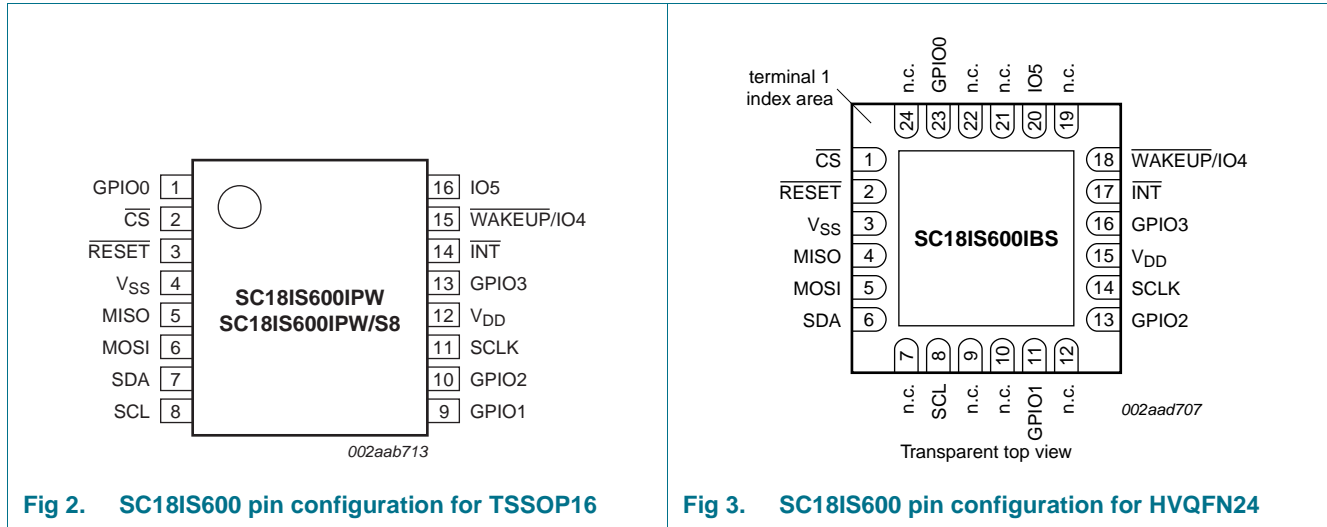 GPIO0 1
CS 2
RESET 3
VSS 4
MISO 5
MOSI 6
SDA 7
SCL 8
SC18IS600IPW
SC18IS600IPW/S8
16 IO5
15 WAKEUP/IO4
14 INT
13 GPIO3
12 VDD
11 SCLK
10 GPIO2
9 GPIO1
002aab713
Fig 2. SC18IS600 pin configuration for TSSOP16
terminal 1
index area
n.c. GPIO0 n.c. n.c. IO5 n.c.
24 23 22 21 20 19
CS 1
RESET 2
VSS 3
MISO 4
MOSI 5
SDA 6
SC18IS600IBS
18 WAKEUP/IO4
17 INT
16 GPIO3
15 VDD
14 SCLK
13 GPIO2
7 8 9 10 11 12
n.c. SCL n.c. n.c. GPIO1 n.c.
002aad707
Transparent top view
Fig 3. SC18IS600 pin configuration for HVQFN24